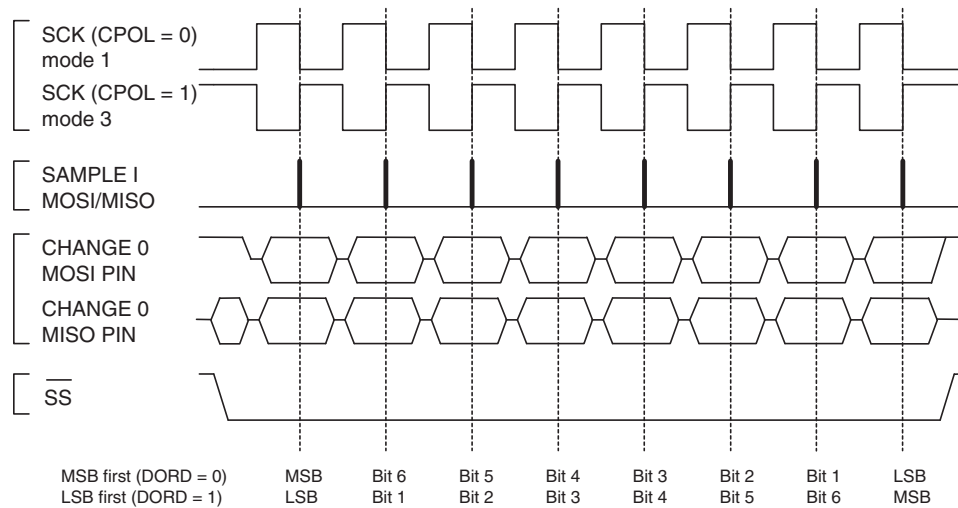 SCK (CPOL = 0)
mode 1
SCK (CPOL = 1)
mode 3
SAMPLE I
MOSI/MISO
CHANGE 0
MOSI PIN
CHANGE 0
MISO PIN
SS
MSB first (DORD = 0) MSB Bit 6 Bit 5 Bit 4 Bit 3 Bit 2 Bit 1 LSB
LSB first (DORD = 1) LSB Bit 1 Bit 2 Bit 3 Bit 4 Bit 5 Bit 6 MSB